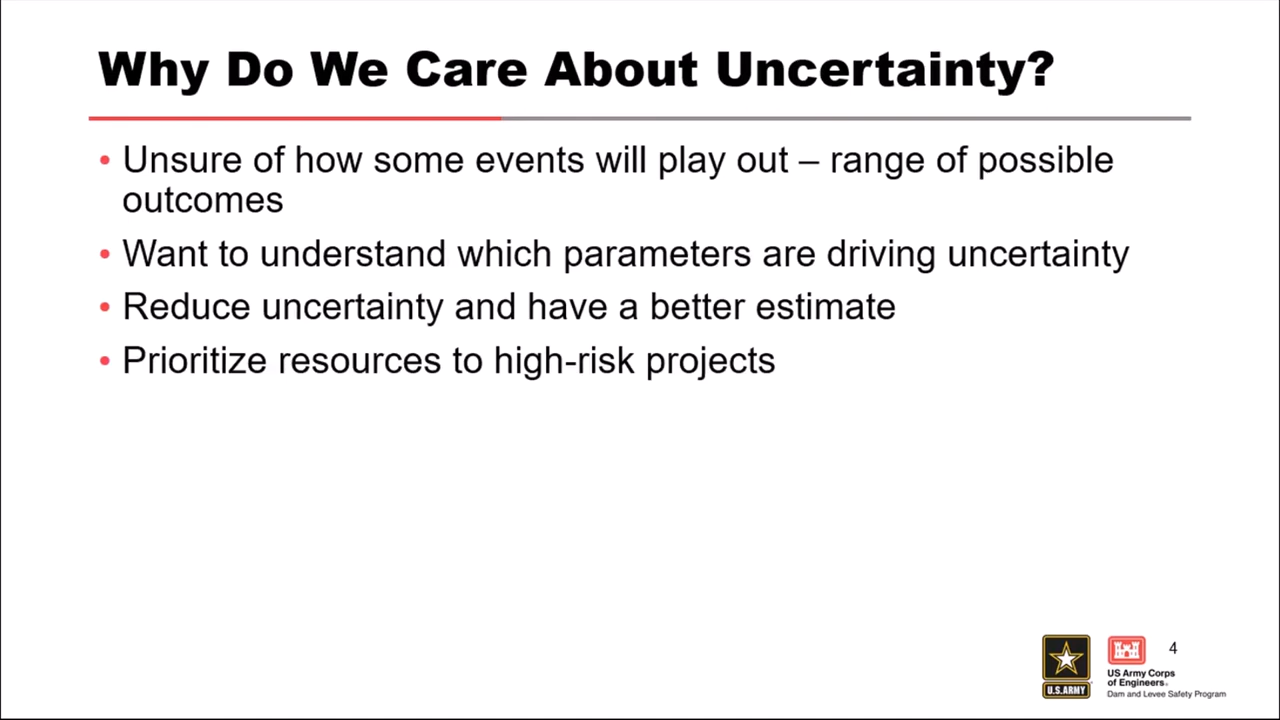 Why Do We Care About Uncertainty?
• Unsure of how some events will play out – range of possible
outcomes
• Want to understand which parameters are driving uncertainty
• Reduce uncertainty and have a better estimate
• Prioritize resources to high-risk projects
4
U.S.ARMY
US Army Corps
of Engineers®
Dam and Levee Safety Program